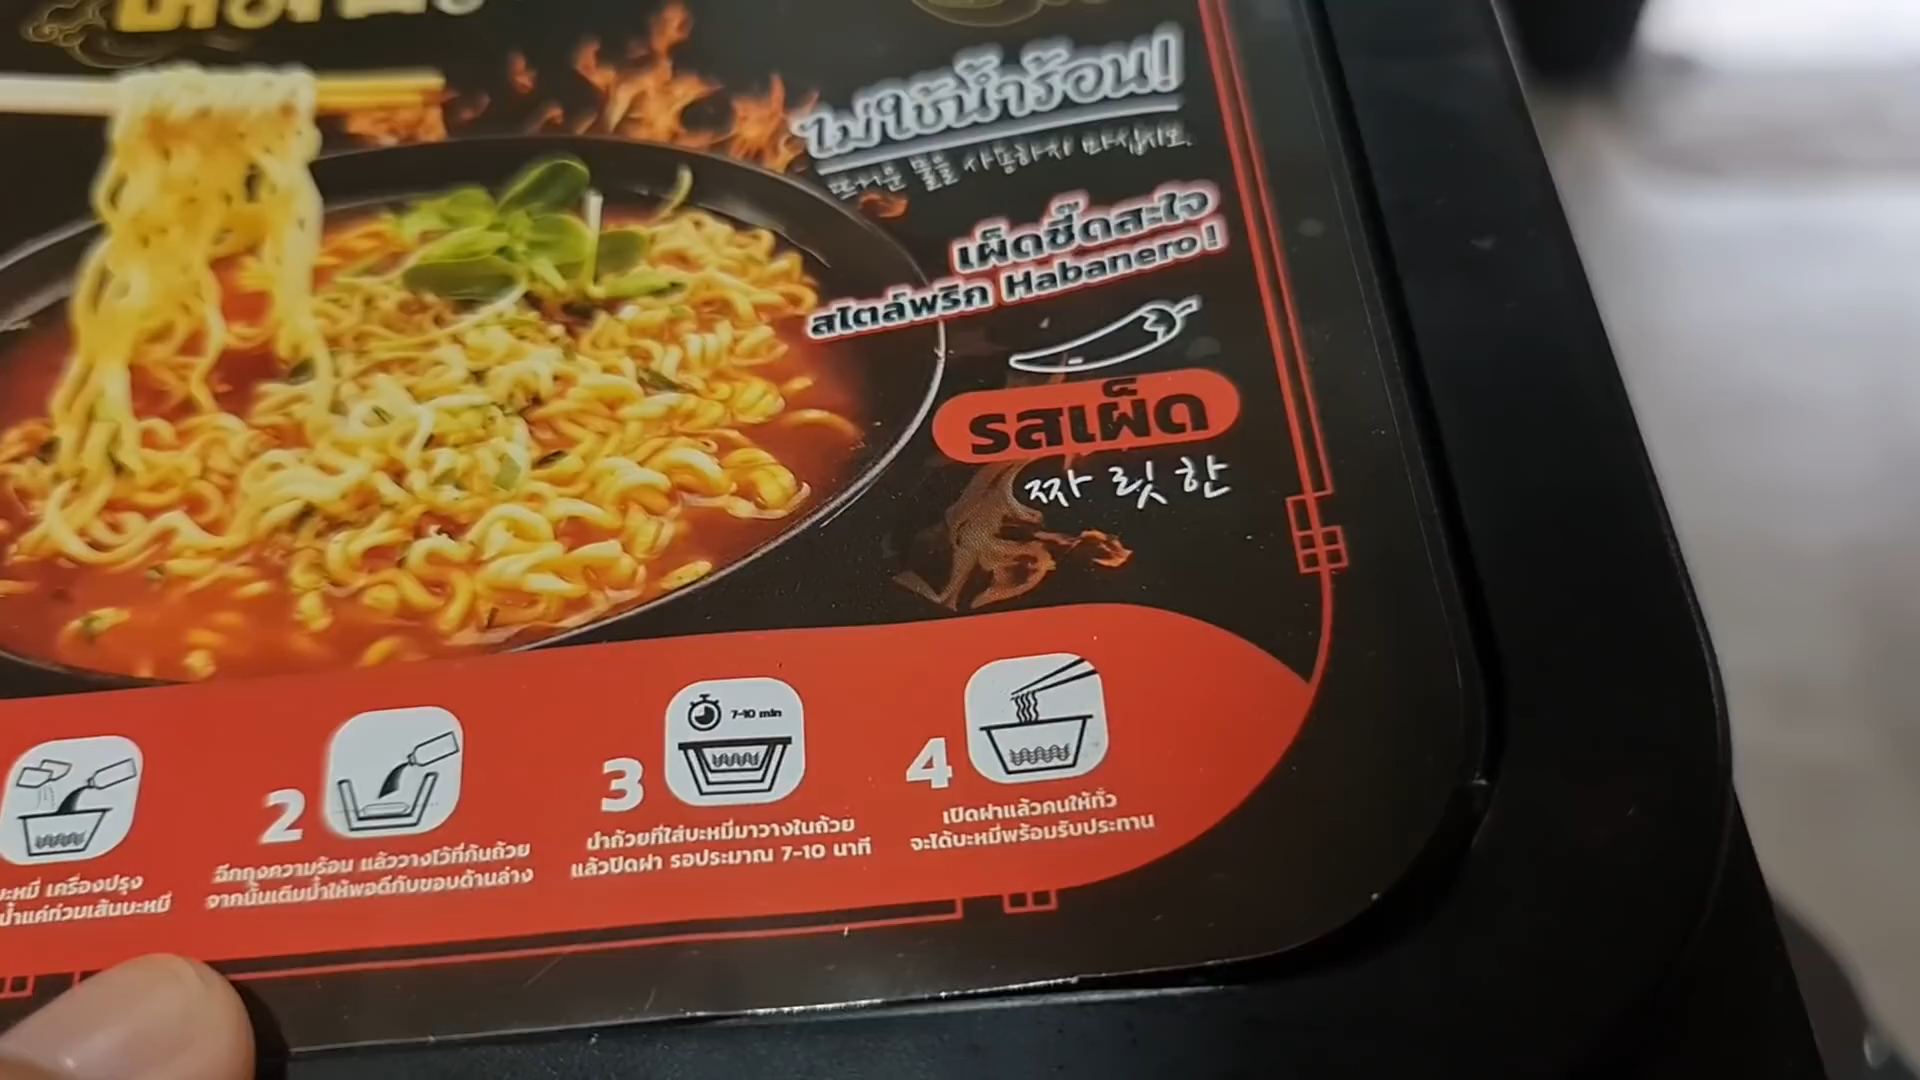 ไม่ใช้น้ำร้อน!
뜨거운 물을 사용하지 마십시오.
เผ็ดซี๊ดสะใจ
สไตล์พริก Habanero!
รสเผ็ด
짜릿한
7-10 min
2
ฉีกถุงความร้อน แล้ววางไว้ที่ก้นถ้วย
จากนั้นเติมน้ำให้พอดีกับขอบด้านล่าง
3
นำถ้วยที่ใส่บะหมี่มาวางในถ้วย
แล้วปิดฝา รอประมาณ 7-10 นาที
4
เปิดฝาแล้วคนให้ทั่ว
จะได้บะหมี่พร้อมรับประทาน
เครื่องปรุง
น้ำแค่ท่วมเส้นบะหมี่